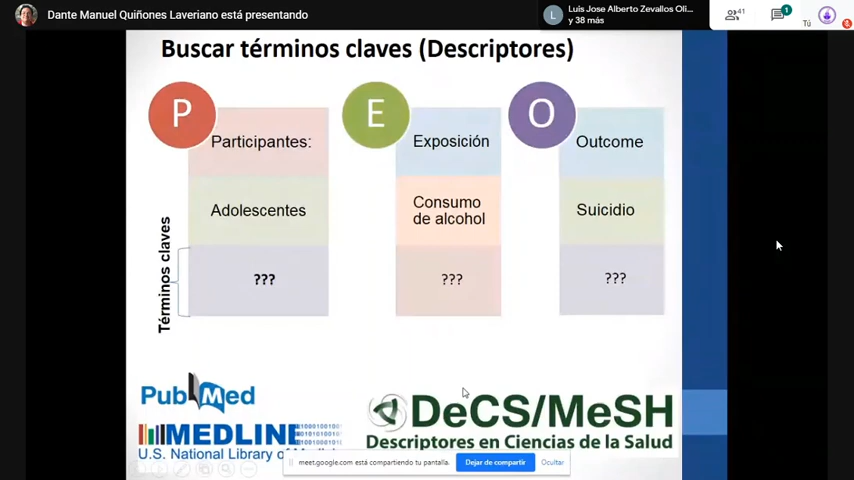 Dante Manuel Quiñones Laveriano está presentando
Luis Jose Alberto Zevallos Oli...
y 38 más
L
41
1
Tú
Buscar términos claves (Descriptores)
P
E
O
Participantes:
Exposición
Outcome
Adolescentes
Consumo
de alcohol
Suicidio
Términos claves
???
???
???
PubMed
MEDLINE
U.S. National Library of
DeCS/MeSH
Descriptores en Ciencias de la Salud
meet.google.com está compartiendo tu pantalla.
Dejar de compartir
Ocultar